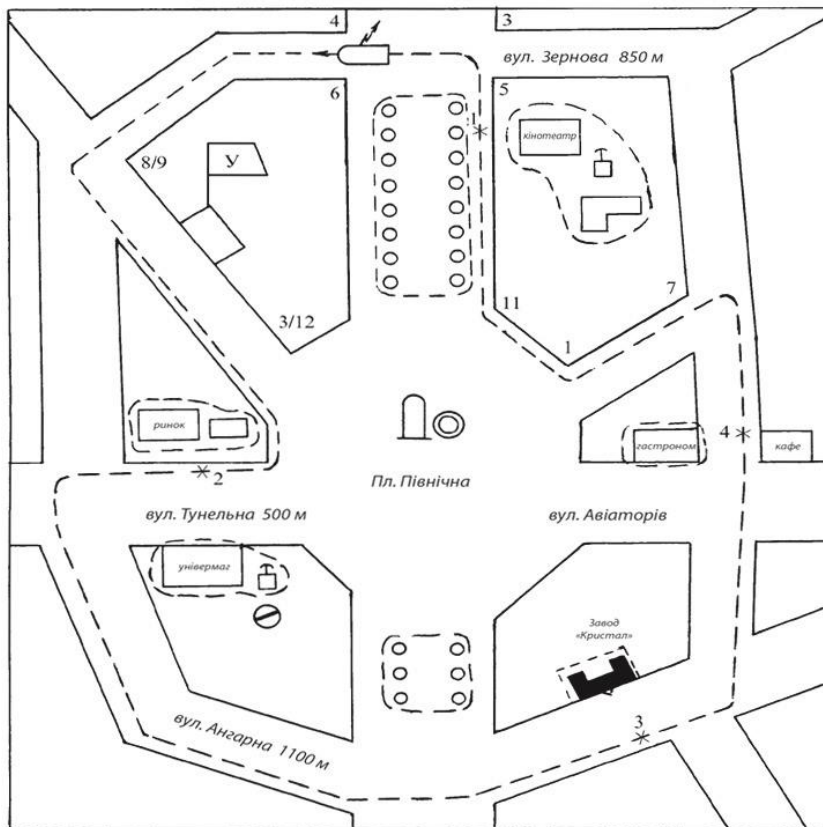 4
3
вул. Зернова 850 м
6
5
1
кінотеатр
8/9
У
11
7
3/12
1
ринок
4
гастроном
кафе
2
Пл. Північна
вул. Тунельна 500 м
вул. Авіаторів
універмаг
Завод
«Кристал»
3
вул. Ангарна 1100 м